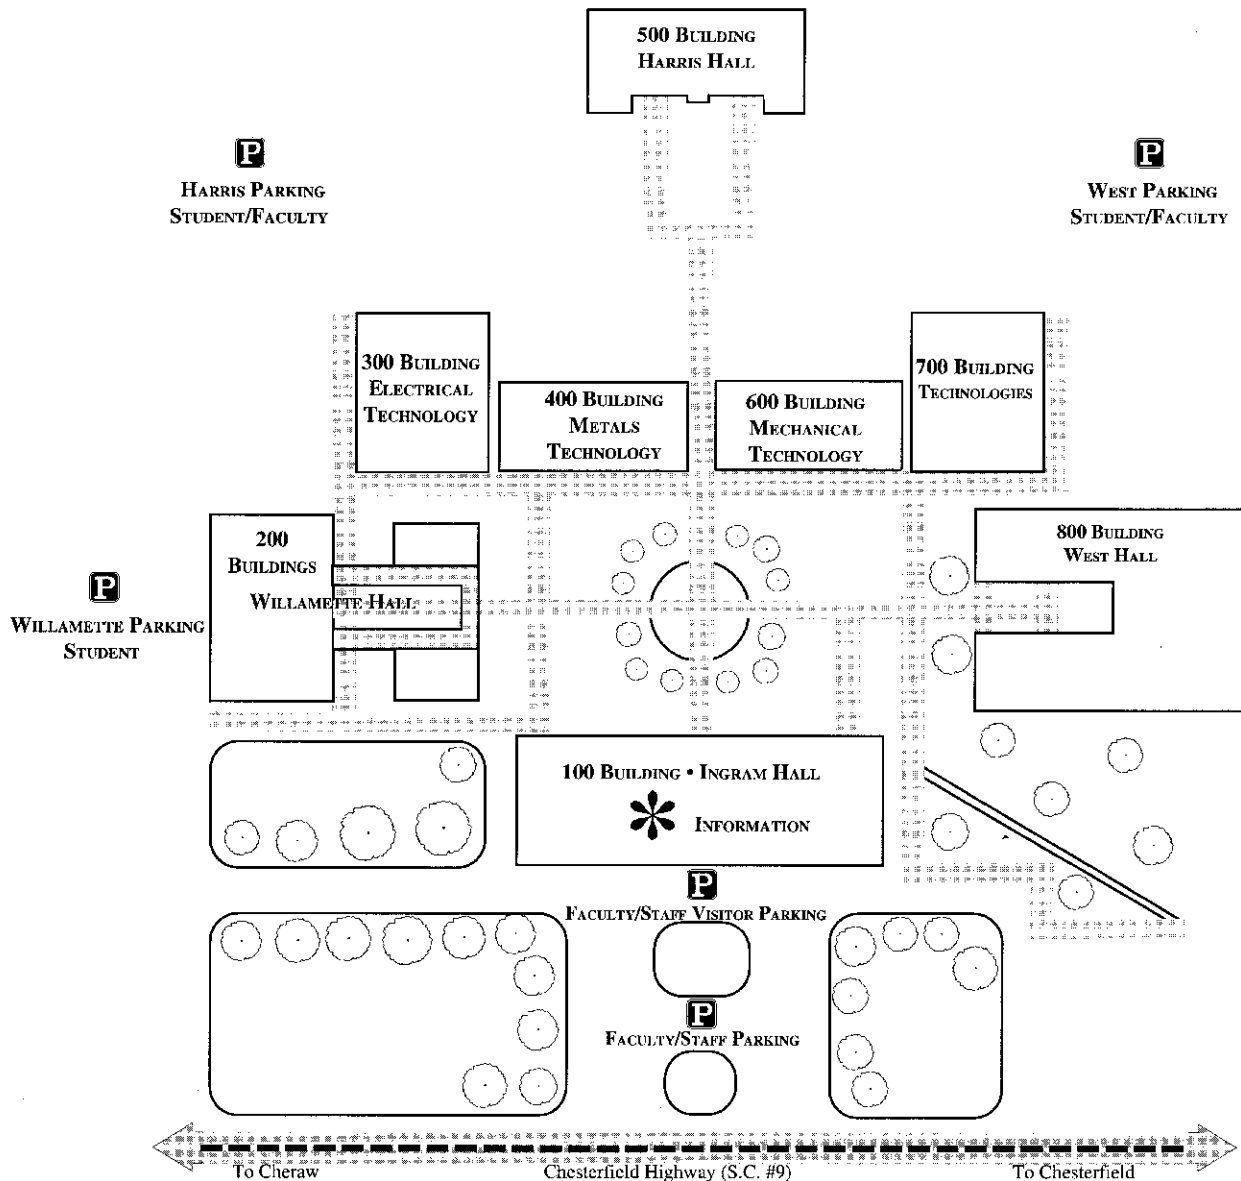 500 Building
Harris Hall
P
Harris Parking
Student/Faculty
P
West Parking
Student/Faculty
300 Building
Electrical
Technology
400 Building
Metals
Technology
600 Building
Mechanical
Technology
700 Building
Technologies
200
Buildings
Willamette Hall
800 Building
West Hall
P
Willamette Parking
Student
100 Building • Ingram Hall
Information
P
Faculty/Staff Visitor Parking
P
Faculty/Staff Parking
To Cheraw
Chesterfield Highway (S.C. #9)
To Chesterfield